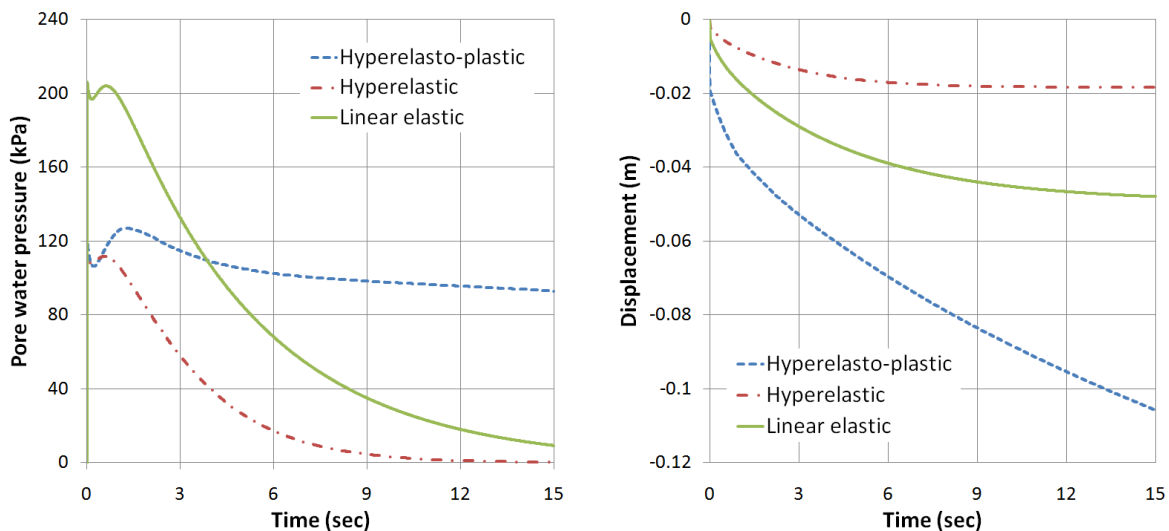 240
200
160
120
80
40
0
Pore water pressure (kPa)
Hyperelasto-plastic
Hyperelastic
Linear elastic
0 3 6 9 12 15
Time (sec)
-0
-0.02
-0.04
-0.06
-0.08
-0.1
-0.12
Displacement (m)
Hyperelasto-plastic
Hyperelastic
Linear elastic
0 3 6 9 12 15
Time (sec)